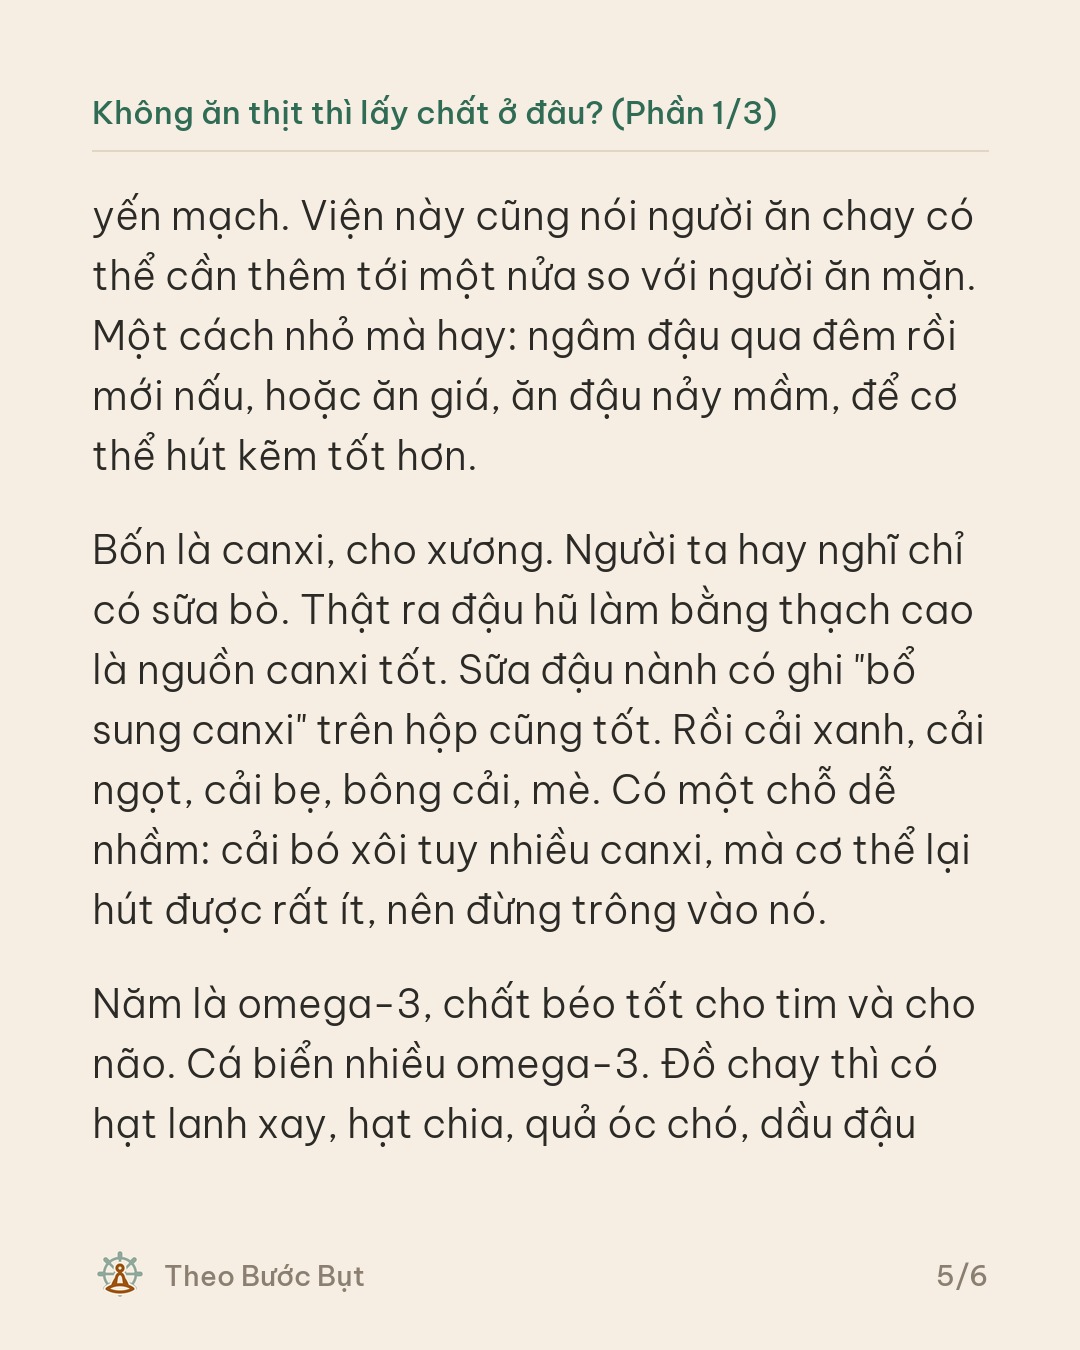 Không ăn thịt thì lấy chất ở đâu? (Phần 1/3)
yến mạch. Viện này cũng nói người ăn chay có
thể cần thêm tới một nửa so với người ăn mặn.
Một cách nhỏ mà hay: ngâm đậu qua đêm rồi
mới nấu, hoặc ăn giá, ăn đậu nảy mầm, để cơ
thể hút kẽm tốt hơn.
Bốn là canxi, cho xương. Người ta hay nghĩ chỉ
có sữa bò. Thật ra đậu hũ làm bằng thạch cao
là nguồn canxi tốt. Sữa đậu nành có ghi "bổ
sung canxi" trên hộp cũng tốt. Rồi cải xanh, cải
ngọt, cải bẹ, bông cải, mè. Có một chỗ dễ
nhầm: cải bó xôi tuy nhiều canxi, mà cơ thể lại
hút được rất ít, nên đừng trông vào nó.
Năm là omega-3, chất béo tốt cho tim và cho
não. Cá biển nhiều omega-3. Đồ chay thì có
hạt lanh xay, hạt chia, quả óc chó, dầu đậu
Theo Bước Bụt
5/6